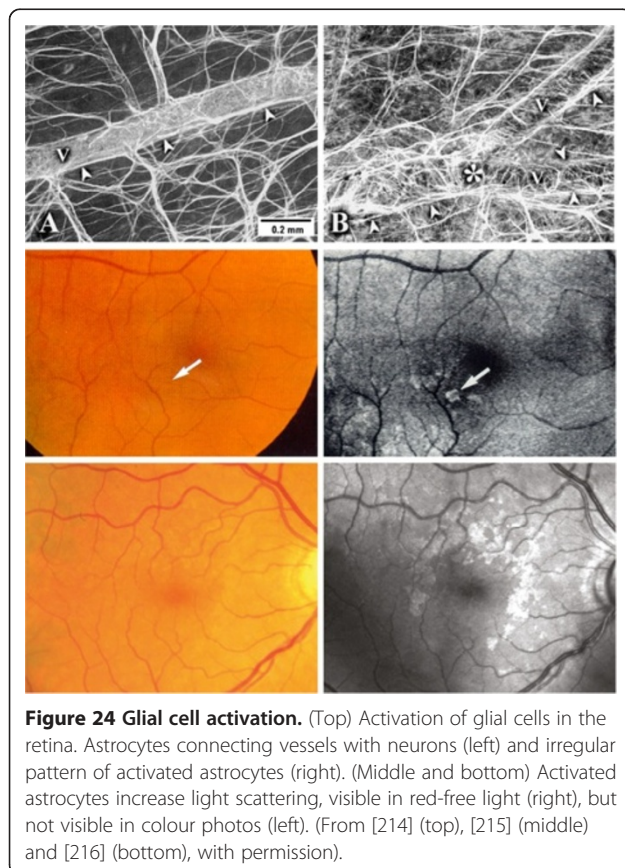 V
A
0.2 mm
V
V
*
B
Figure 24 Glial cell activation. (Top) Activation of glial cells in the
retina. Astrocytes connecting vessels with neurons (left) and irregular
pattern of activated astrocytes (right). (Middle and bottom) Activated
astrocytes increase light scattering, visible in red-free light (right), but
not visible in colour photos (left). (From [214] (top), [215] (middle)
and [216] (bottom), with permission).